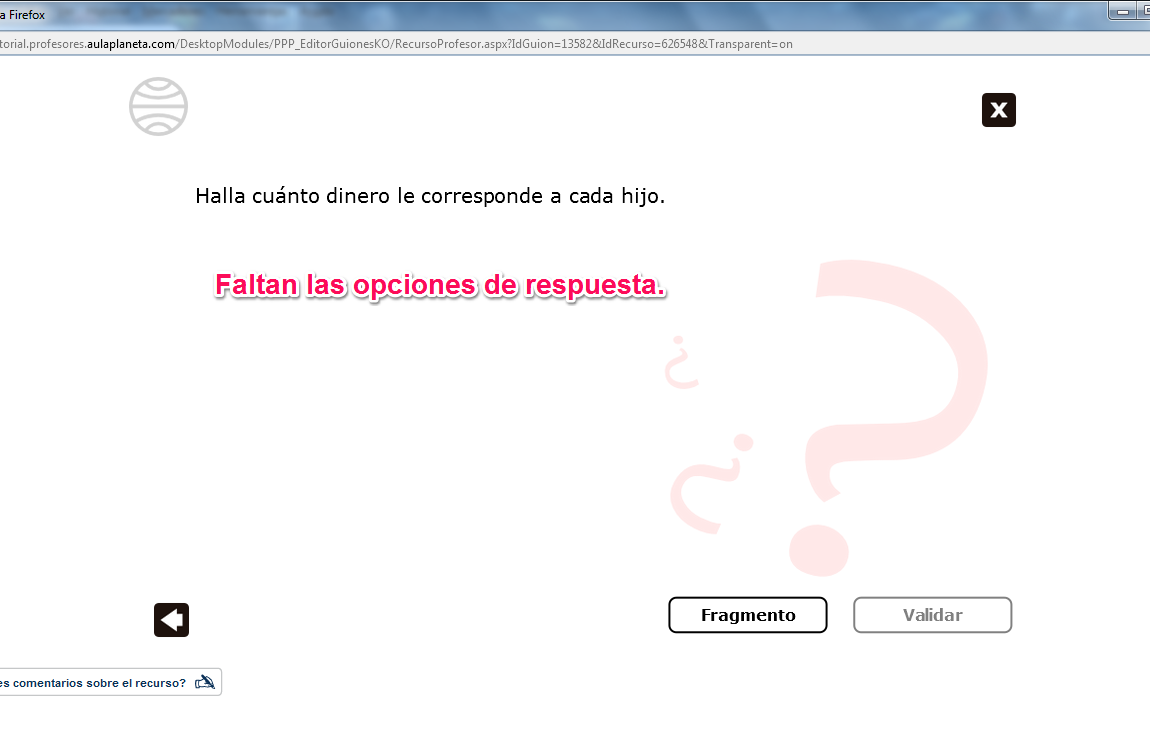 a Firefox
torial.profesores.aulaplaneta.com/DesktopModules/PPP_EditorGuionesKO/RecursoProfesor.aspx?IdGuion=13582&IdRecurso=626548&Transparent=on
X
Halla cuánto dinero le corresponde a cada hijo.
Faltan las opciones de respuesta.
Fragmento
Validar
es comentarios sobre el recurso?